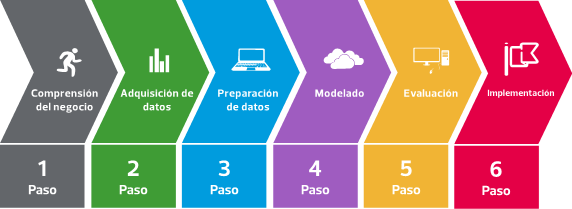 Comprensión
del negocio
Adquisición de
datos
Preparación
de datos
Modelado
Evaluación
Implementación
1
Paso
2
Paso
3
Paso
4
Paso
5
Paso
6
Paso